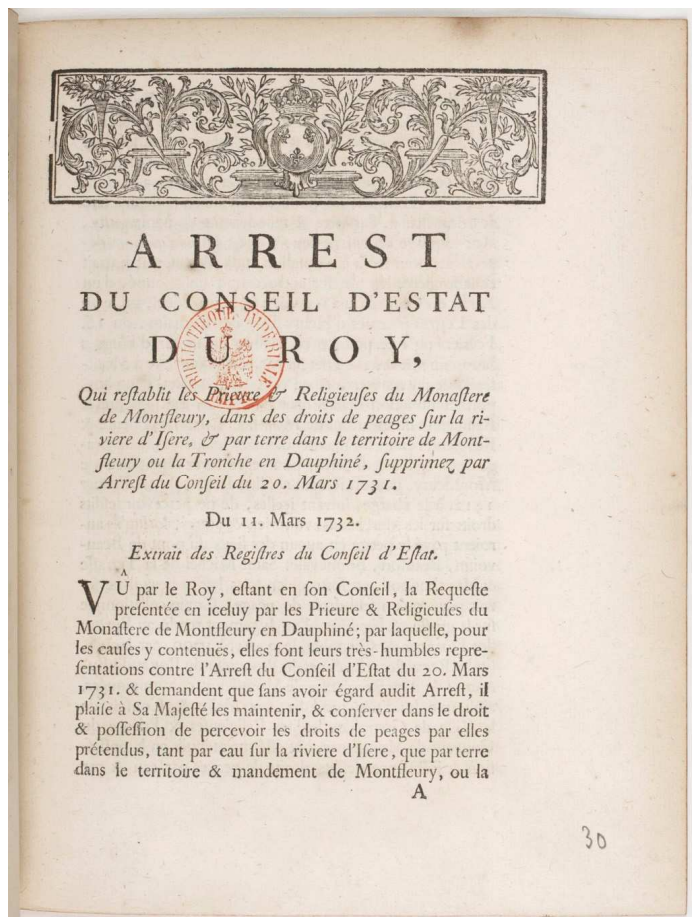 ARREST
DU CONSEIL D'ESTAT
DU ROY,
BIBLIOTHÈQUE IMPÉRIALE
Qui reſtablit les Prieure & Religieuſes du Monaſtere
de Montfleury, dans des droits de peages ſur la ri-
viere d'Iſere, & par terre dans le territoire de Mont-
fleury ou la Tronche en Dauphiné, ſupprimez par
Arreſt du Conſeil du 20. Mars 1731.
Du 11. Mars 1732.
Extrait des Regiſtres du Conſeil d'Eſtat.
VÛ par le Roy, eſtant en ſon Conſeil, la Requeſte
preſentée en iceluy par les Prieure & Religieuſes du
Monaſtere de Montfleury en Dauphiné; par laquelle, pour
les cauſes y contenuës, elles font leurs très-humbles repre-
ſentations contre l'Arreſt du Conſeil d'Eſtat du 20. Mars
1731. & demandent que ſans avoir égard audit Arreſt, il
plaiſe à Sa Majeſté les maintenir, & conſerver dans le droit
& poſſeſſion de percevoir les droits de peages par elles
prétendus, tant par eau ſur la riviere d'Iſere, que par terre
dans le territoire & mandement de Montfleury, ou la
A
30